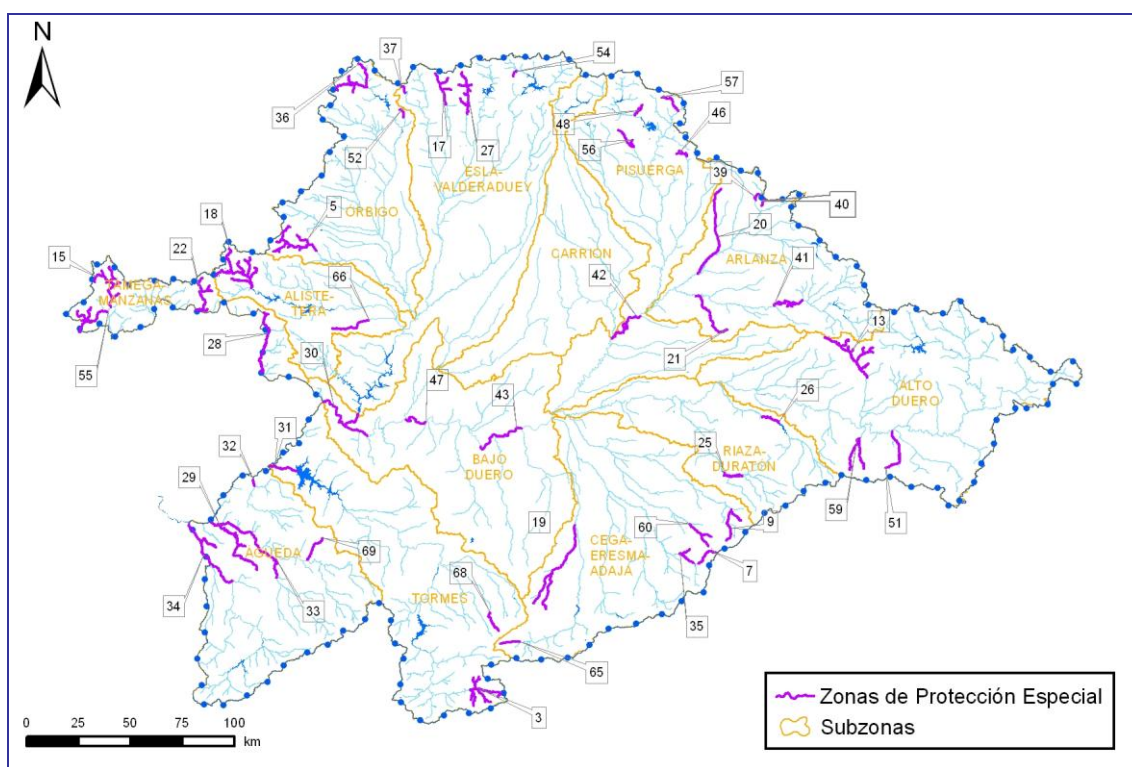 N
37
54
57
36
48
46
52
17
27
56
PISUERGA
ESLA-
VALDERADUEY
39
40
18
5
ORBIGO
20
15
22
CARRION
ARLANZA
41
TAMEGA-
MANZANAS
66
42
ALISTE-
TERA
13
28
21
55
30
47
43
26
ALTO
DUERO
31
32
25
RIAZA-
DURATÓN
BAJO
DUERO
29
19
60
9
59
51
CEGA-
ERESMA-
ADAJA
69
AGUEDA
7
68
34
33
TORMES
35
65
3
Zonas de Protección Especial
Subzonas
0 25 50 75 100
km